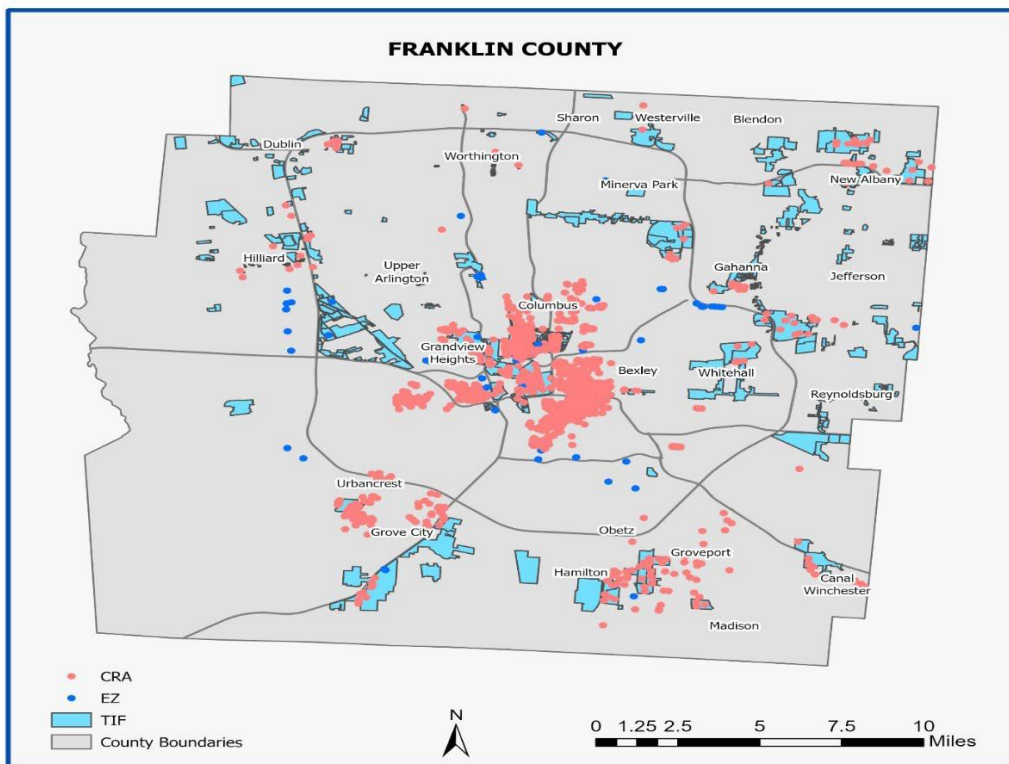 FRANKLIN COUNTY
Sharon
Westerville
Blendon
Dublin
Worthington
Minerva Park
New Albany
Hilliard
Upper
Arlington
Gahanna
Jefferson
Columbus
Grandview
Heights
Bexley
Whitehall
Reynoldsburg
Urbancrest
Grove City
Obetz
Groveport
Hamilton
Canal
Winchester
Madison
CRA
EZ
TIF
County Boundaries
N
0 1.25 2.5 5 7.5 10
Miles